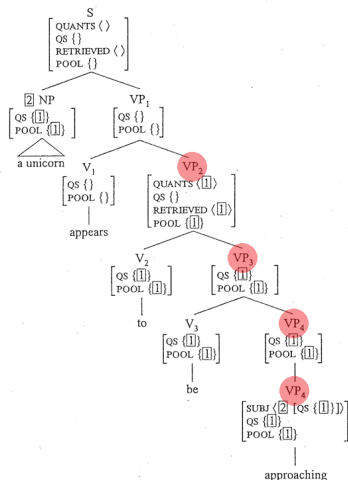 S
QUANTS ⟨ ⟩
QS { }
RETRIEVED ⟨ ⟩
POOL { }
2 NP
VP1
QS {1}
POOL {1}
QS { }
POOL { }
a unicorn
V1
VP2
QS { }
POOL { }
QUANTS ⟨1⟩
QS { }
RETRIEVED ⟨1⟩
POOL {1}
appears
V2
VP3
QS {1}
POOL {1}
QS {1}
POOL {1}
to
V3
VP4
QS {1}
POOL {1}
QS {1}
POOL {1}
be
VP4
SUBJ ⟨2 [QS {1}]⟩
QS {1}
POOL {1}
approaching